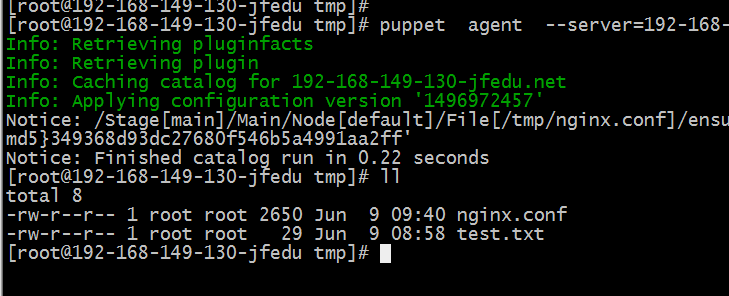 [root@192-168-149-130-jfedu tmp]#
[root@192-168-149-130-jfedu tmp]# puppet  agent  --server=192-168-
Info: Retrieving pluginfacts
Info: Retrieving plugin
Info: Caching catalog for 192-168-149-130-jfedu.net
Info: Applying configuration version '1496972457'
Notice: /Stage[main]/Main/Node[default]/File[/tmp/nginx.conf]/ensu
md5}349368d93dc27680f546b5a4991aa2ff'
Notice: Finished catalog run in 0.22 seconds
[root@192-168-149-130-jfedu tmp]# ll
total 8
-rw-r--r-- 1 root root 2650 Jun  9 09:40 nginx.conf
-rw-r--r-- 1 root root   29 Jun  9 08:58 test.txt
[root@192-168-149-130-jfedu tmp]#